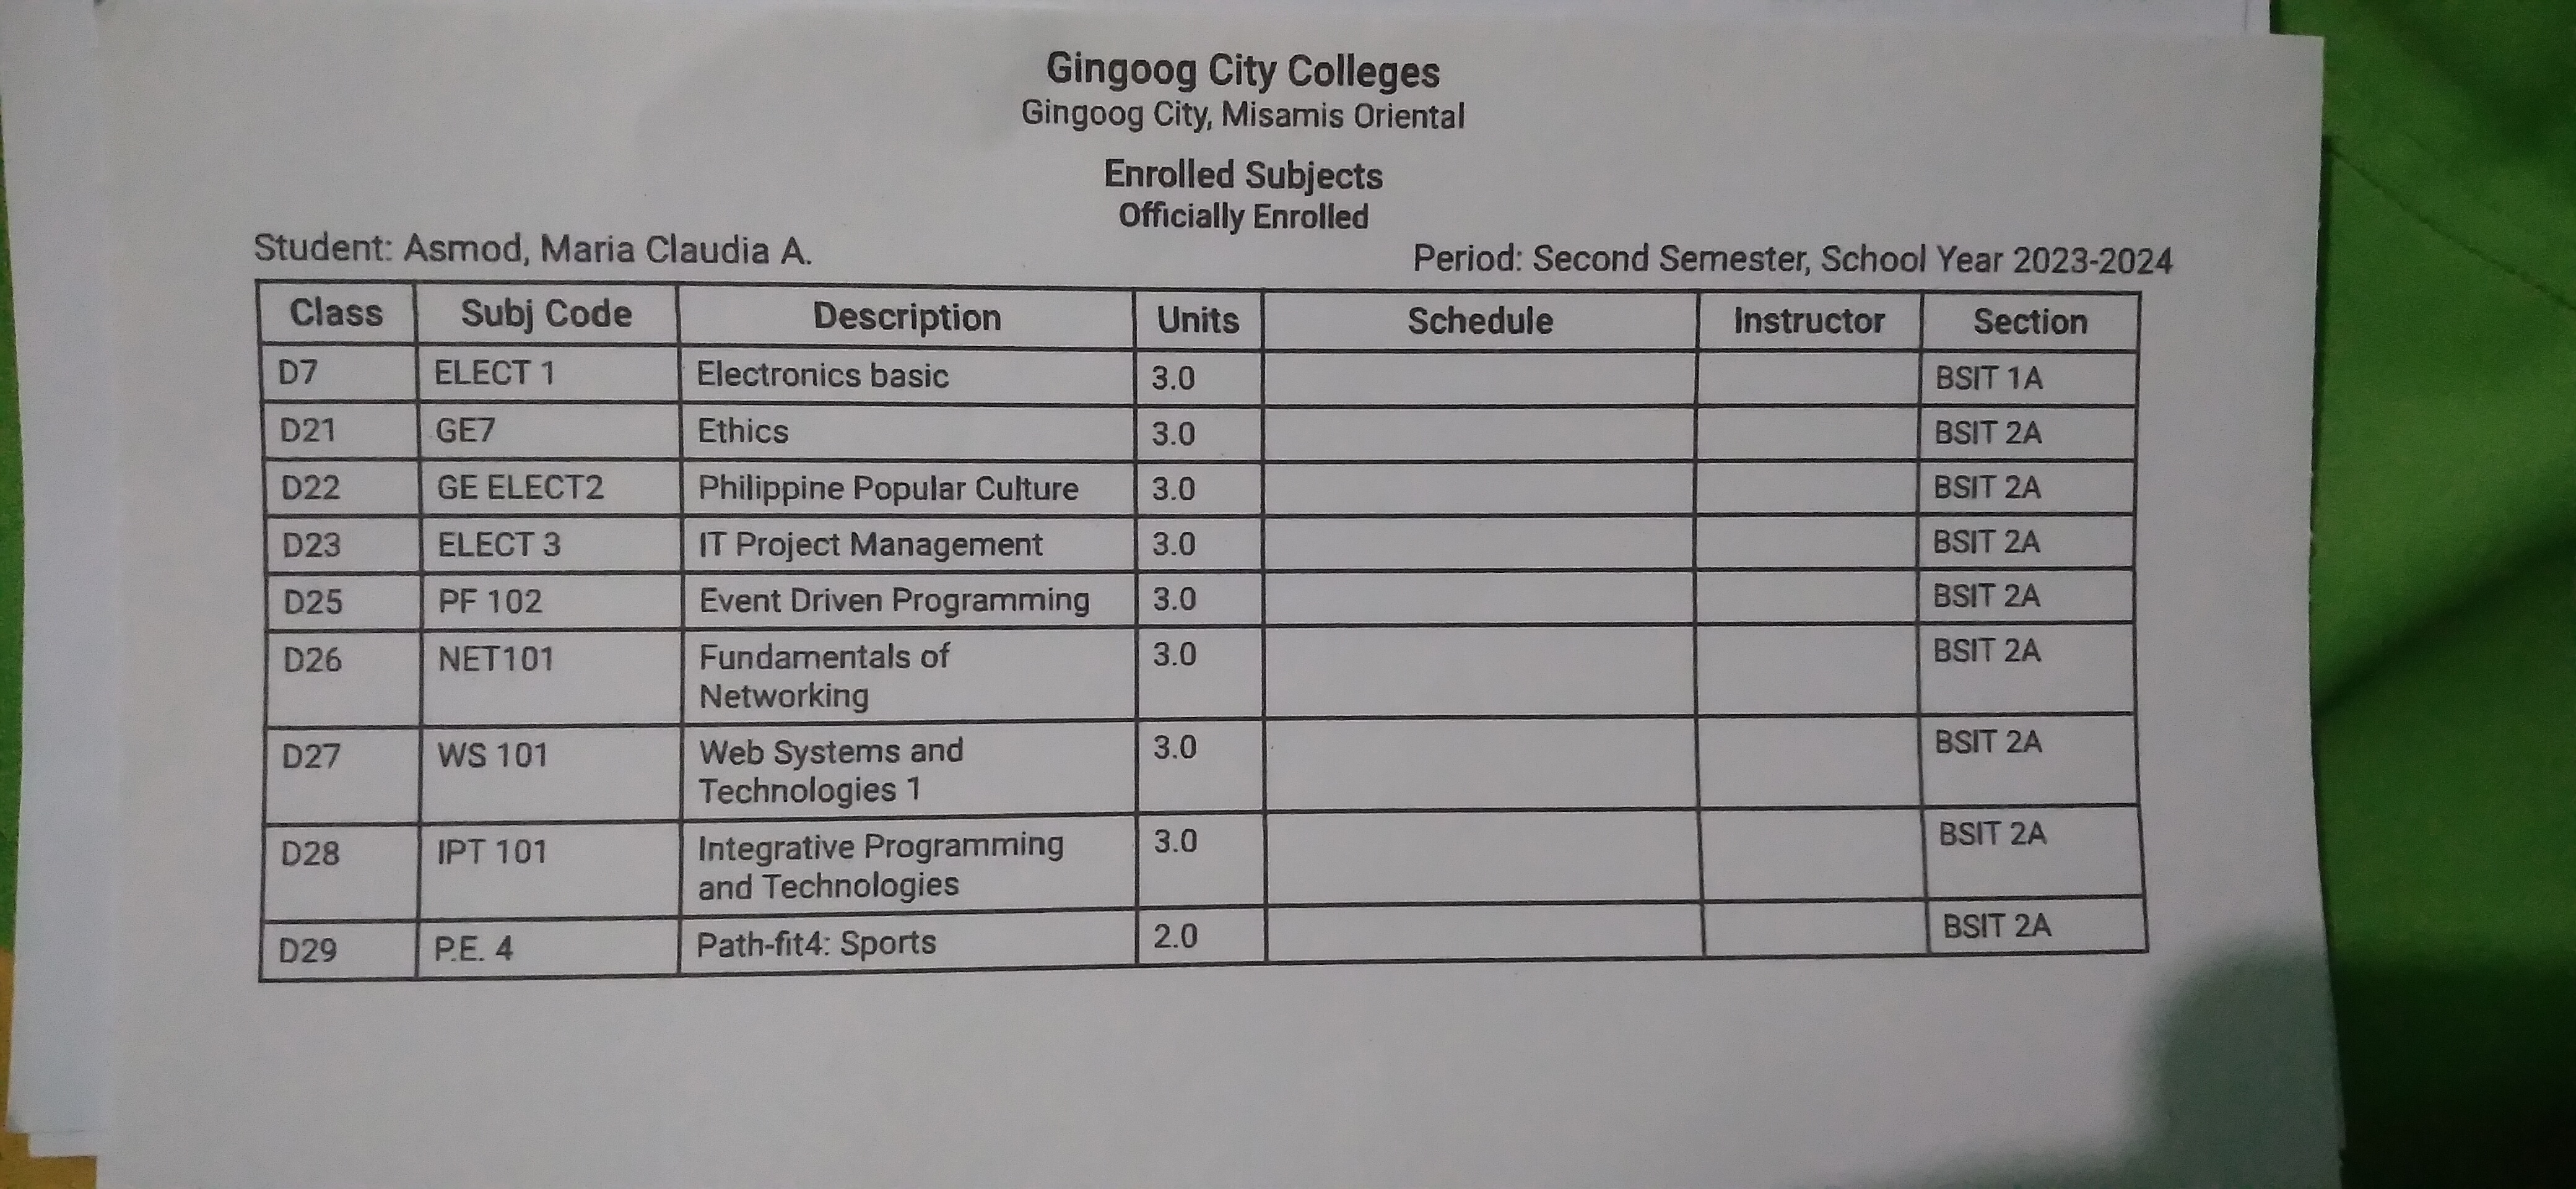 Gingoog City Colleges
Gingoog City, Misamis Oriental
Enrolled Subjects
Officially Enrolled
Student: Asmod, Maria Claudia A.
Period: Second Semester, School Year 2023-2024
Class Subj Code Description Units Schedule Instructor Section
D7 ELECT 1 Electronics basic 3.0 BSIT 1A
D21 GE7 Ethics 3.0 BSIT 2A
D22 GE ELECT2 Philippine Popular Culture 3.0 BSIT 2A
D23 ELECT 3 IT Project Management 3.0 BSIT 2A
D25 PF 102 Event Driven Programming 3.0 BSIT 2A
D26 NET101 Fundamentals of 3.0 BSIT 2A
Networking
D27 WS 101 Web Systems and 3.0 BSIT 2A
Technologies 1
D28 IPT 101 Integrative Programming 3.0 BSIT 2A
and Technologies
D29 P.E. 4 Path-fit4: Sports 2.0 BSIT 2A